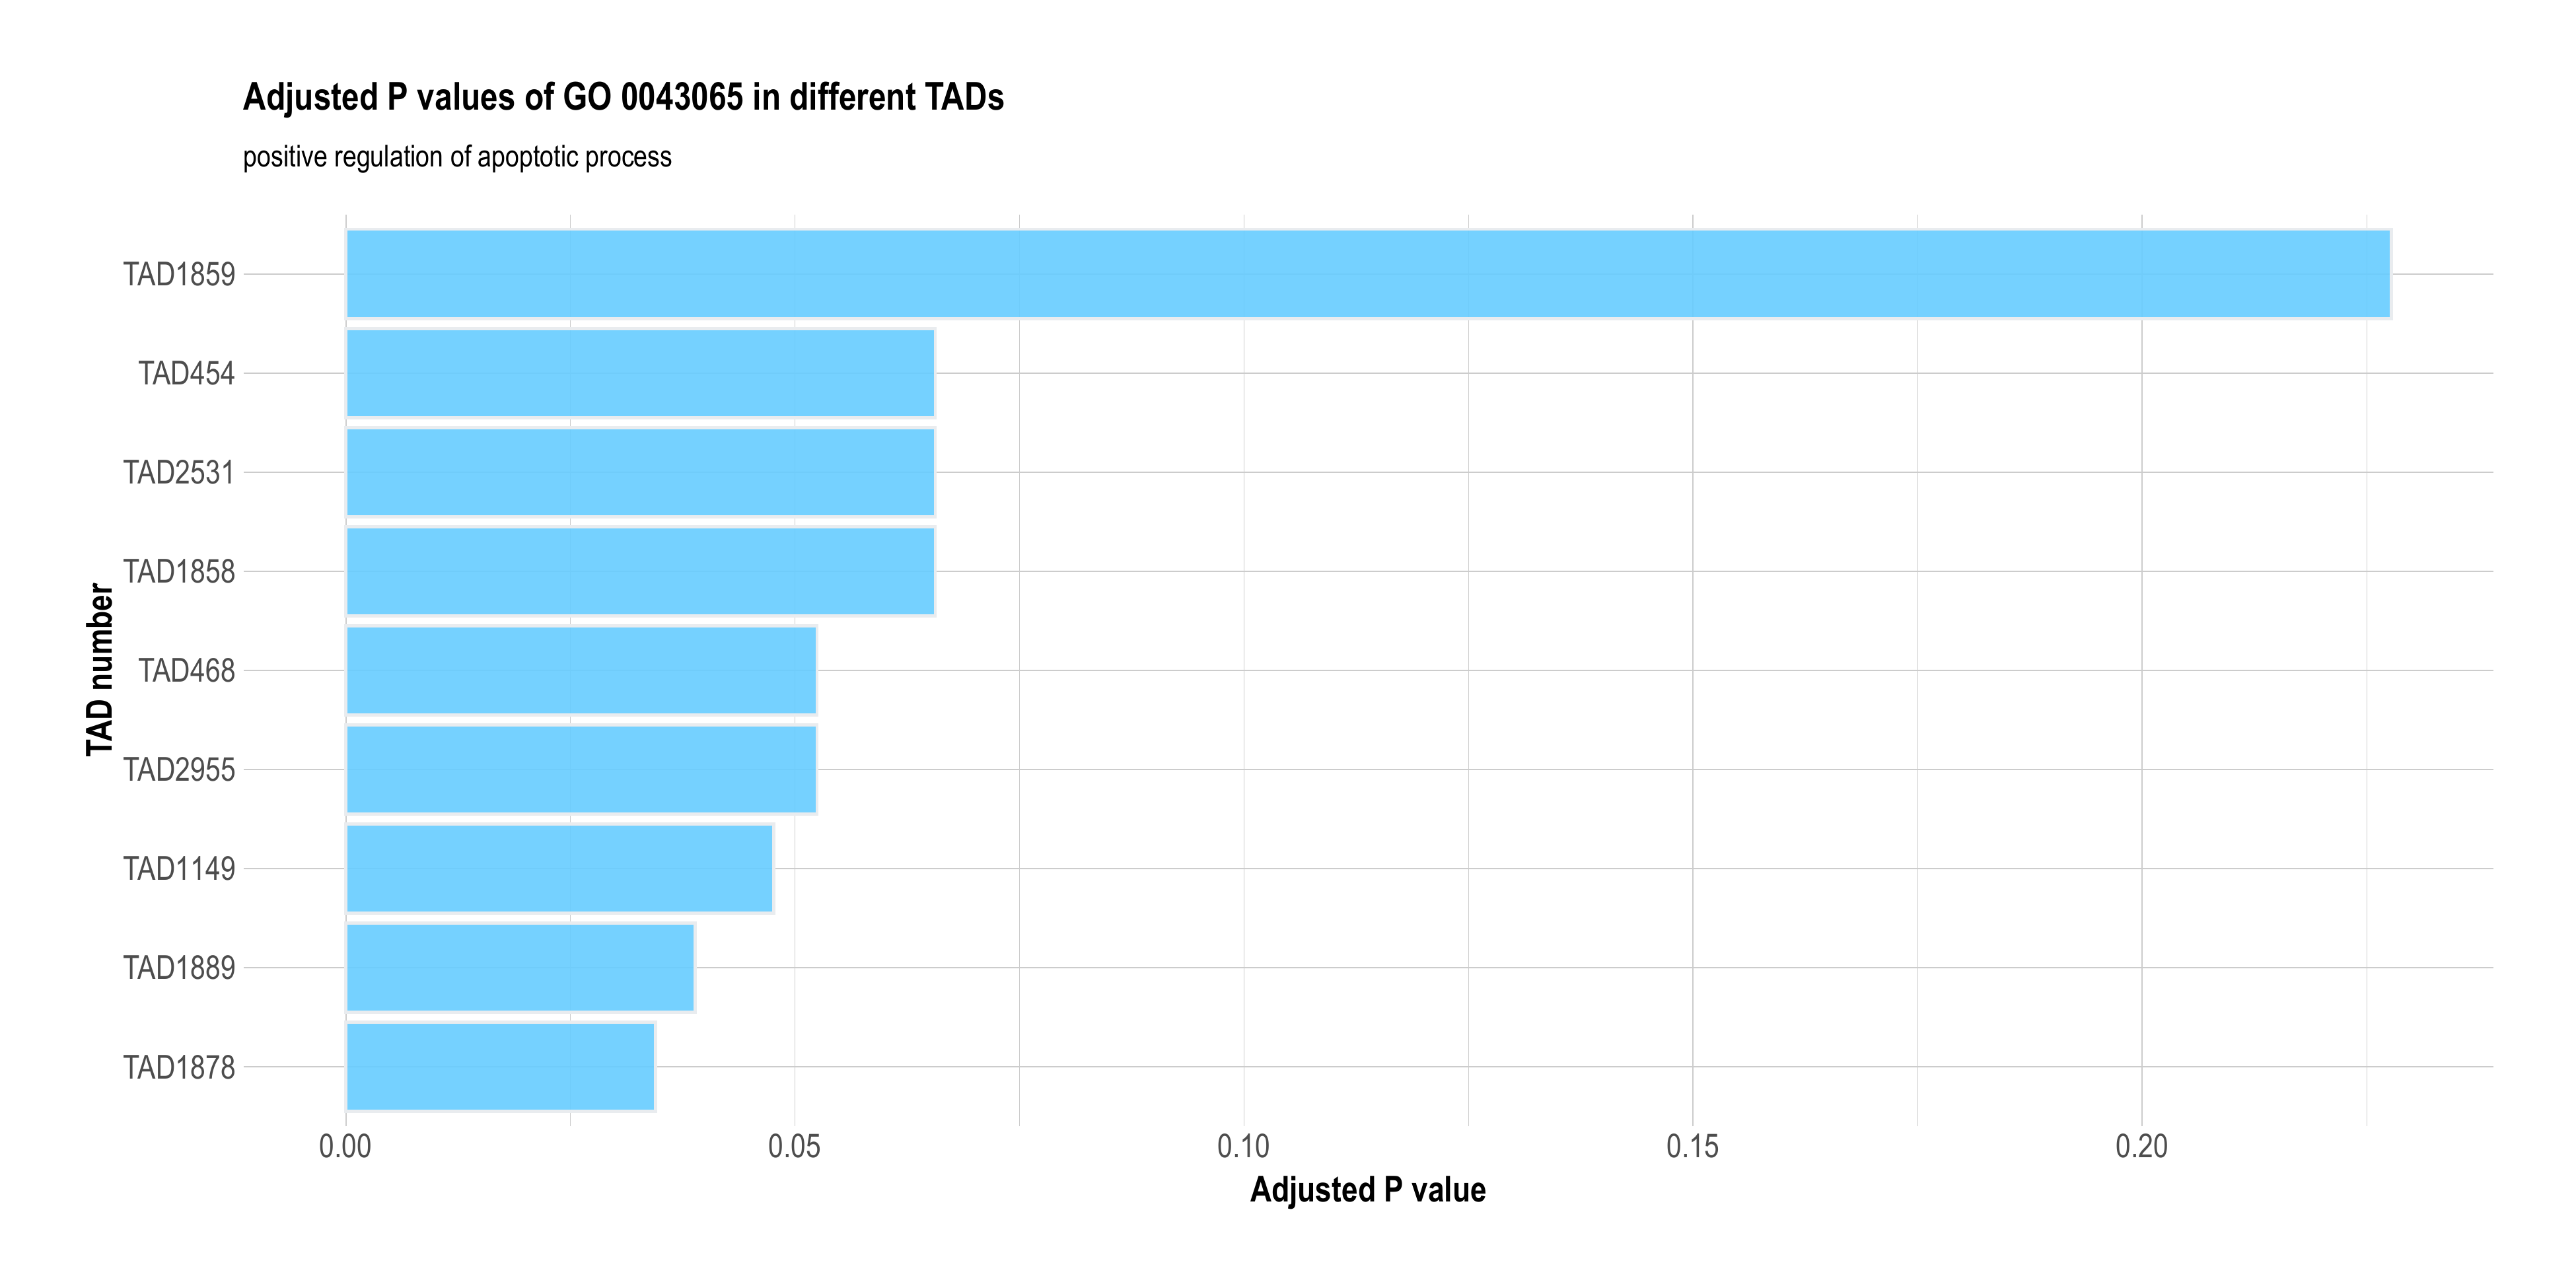 Adjusted P values of GO 0043065 in different TADs
positive regulation of apoptotic process
TAD number
TAD1859
TAD454
TAD2531
TAD1858
TAD468
TAD2955
TAD1149
TAD1889
TAD1878
0.00 0.05 0.10 0.15 0.20
Adjusted P value